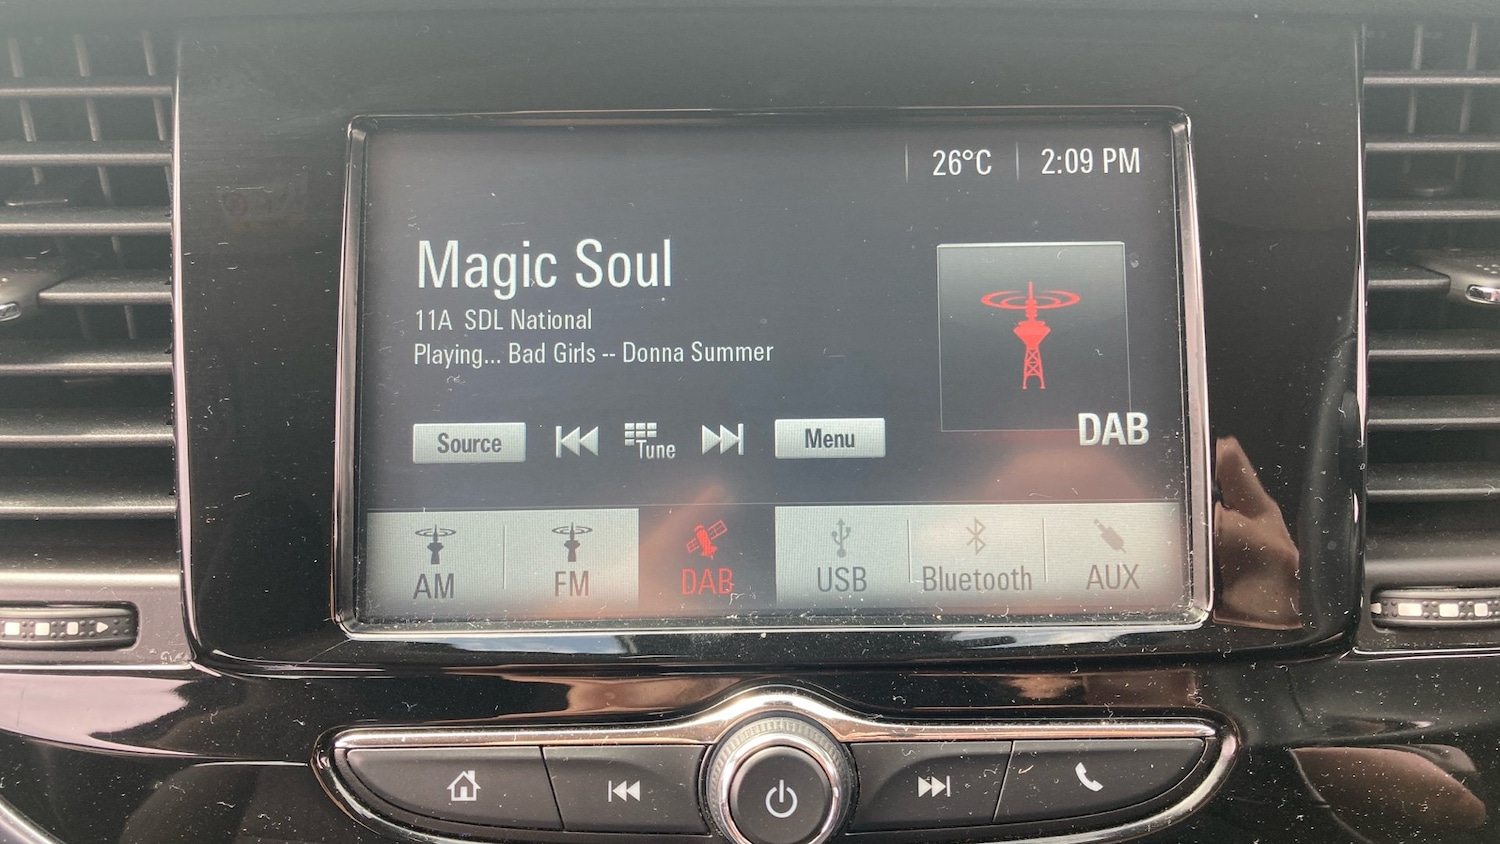 26°C 2:09 PM
Magic Soul
11A SDL National
Playing... Bad Girls -- Donna Summer
Source Tune Menu
DAB
AM FM DAB USB Bluetooth AUX